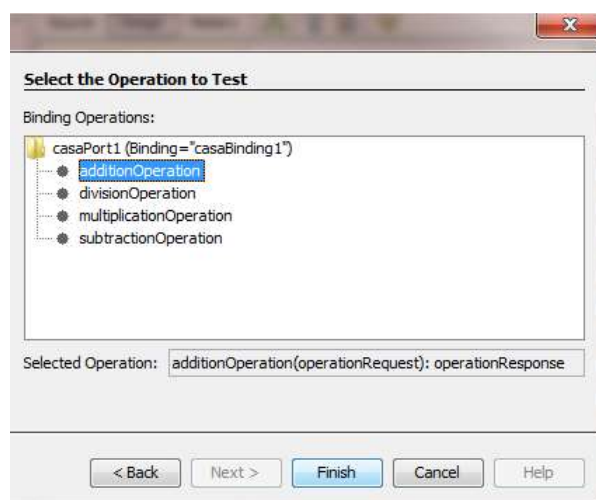 Select the Operation to Test
Binding Operations:
casaPort1 (Binding="casaBinding1")
additionOperation
divisionOperation
multiplicationOperation
subtractionOperation
Selected Operation: additionOperation(operationRequest): operationResponse
< Back Next > Finish Cancel Help